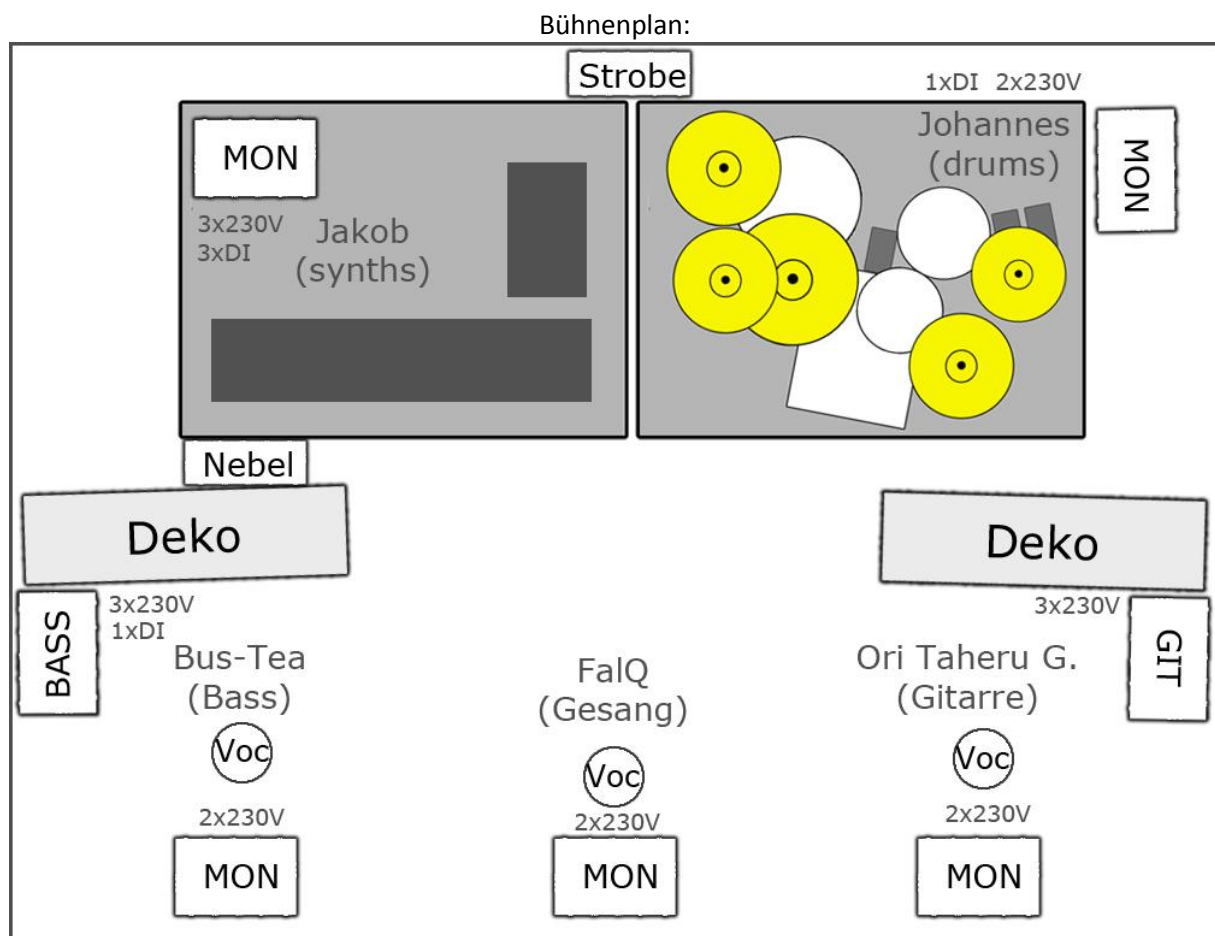 Bühnenplan:
Strobe
1xDI 2x230V
MON
Johannes
(drums)
MON
3x230V
3xDI
Jakob
(synths)
Nebel
Deko
Deko
BASS
3x230V
1xDI
3x230V
GIT
Bus-Tea
(Bass)
FalQ
(Gesang)
Ori Taheru G.
(Gitarre)
Voc
Voc
Voc
2x230V
2x230V
2x230V
MON
MON
MON